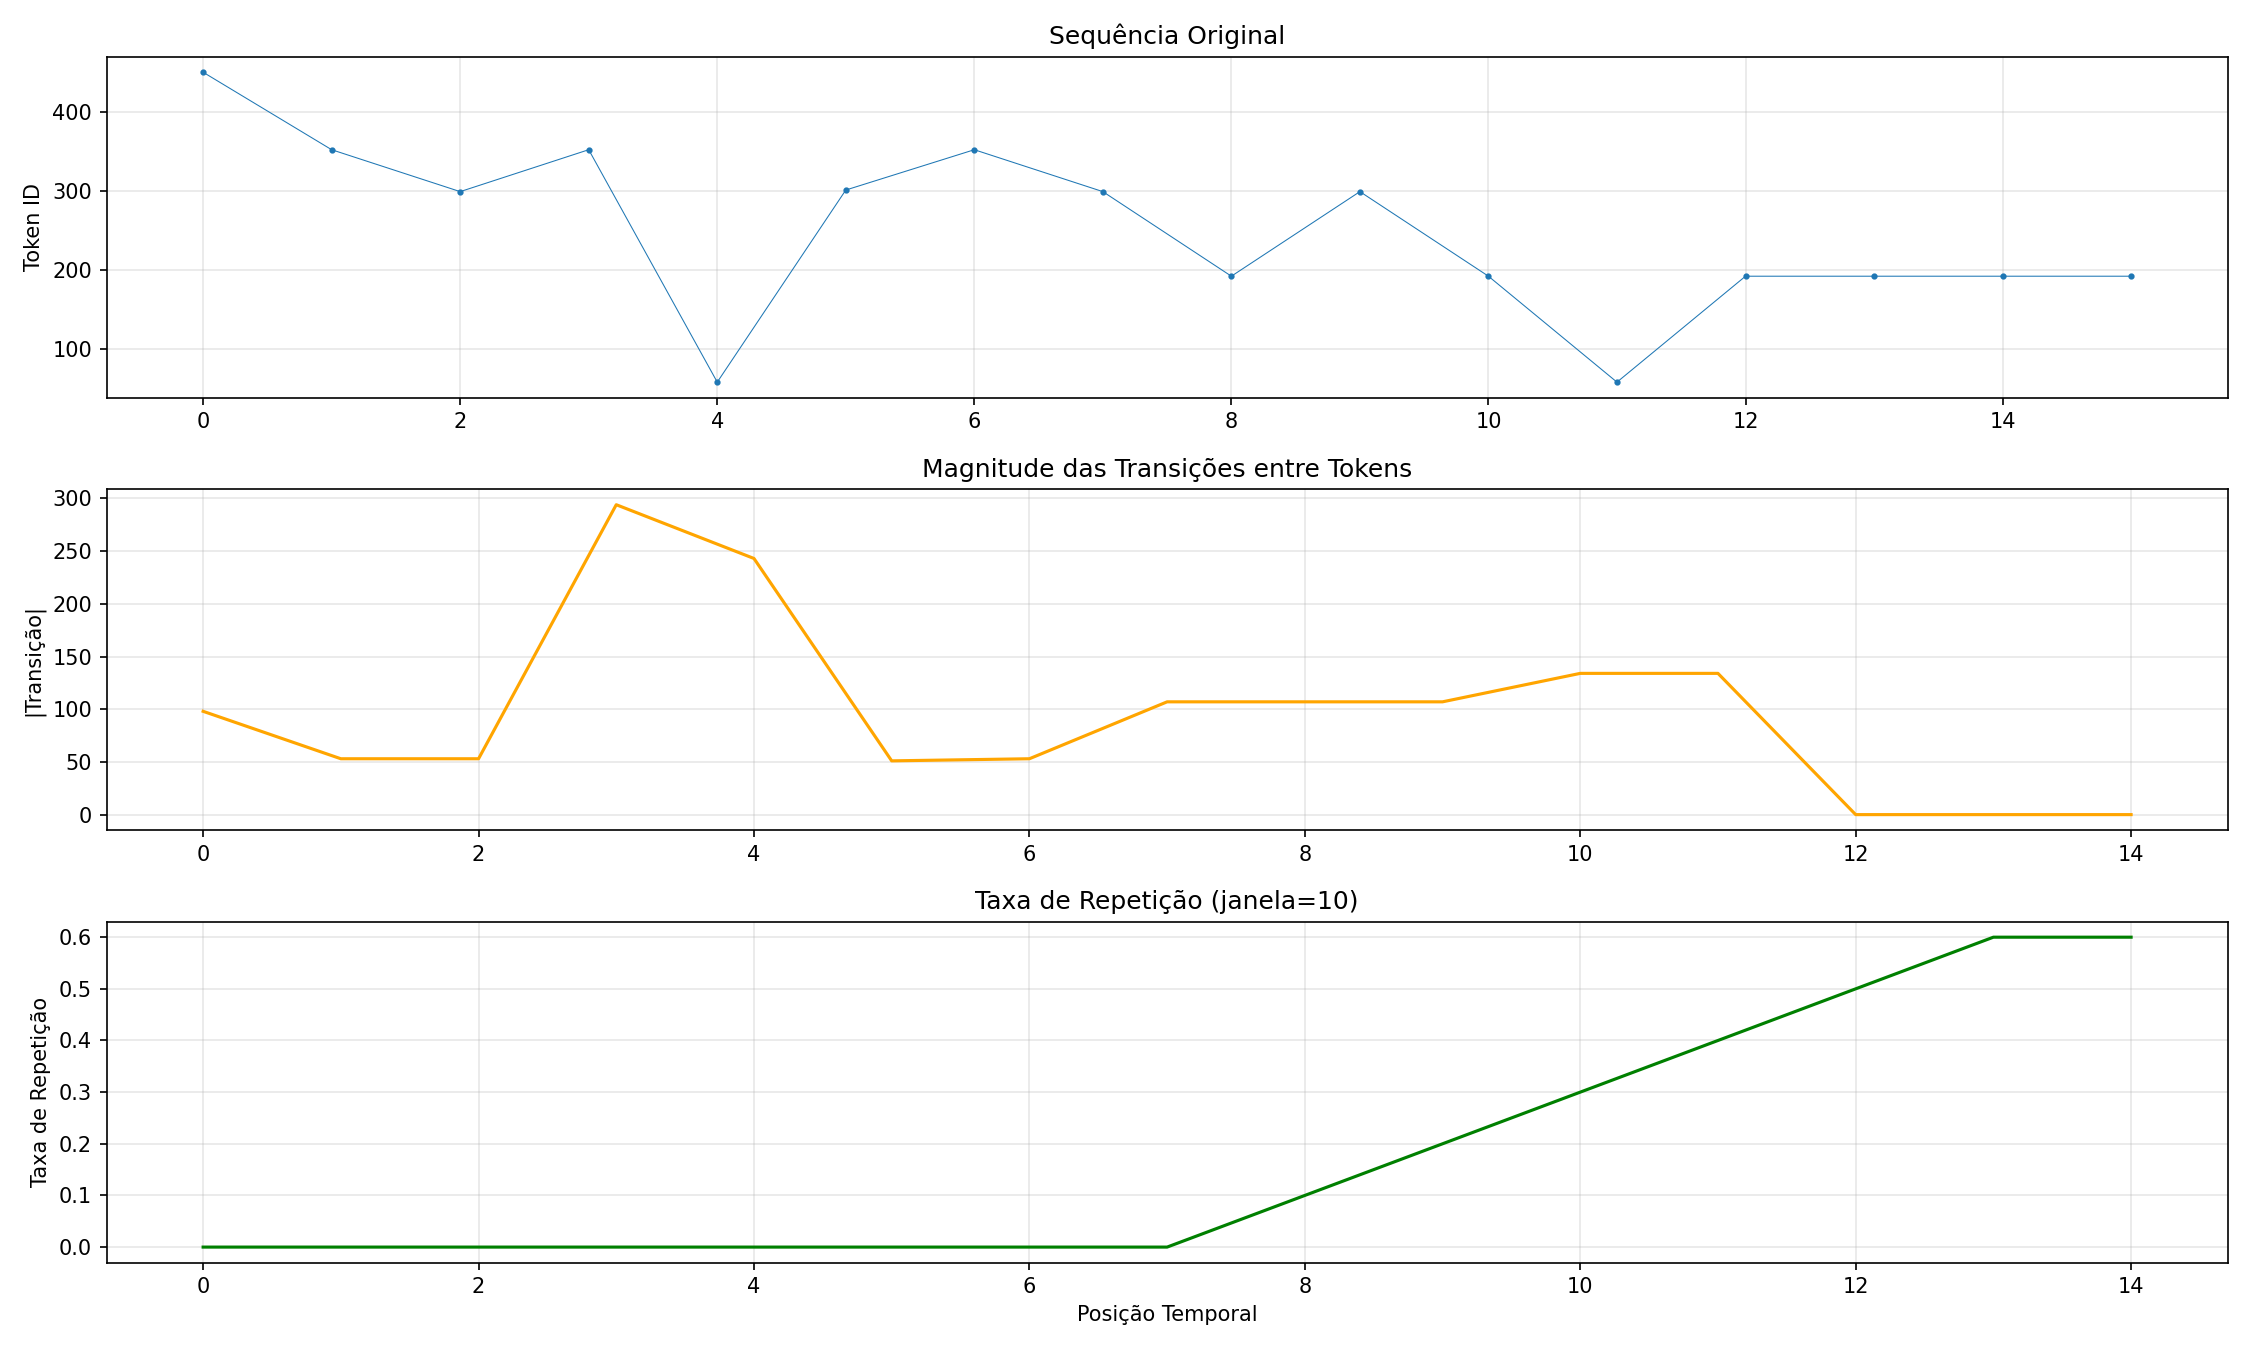 Sequência Original
Token ID
400
300
200
100
0 2 4 6 8 10 12 14
Magnitude das Transições entre Tokens
|Transição|
300
250
200
150
100
50
0
0 2 4 6 8 10 12 14
Taxa de Repetição (janela=10)
Taxa de Repetição
0.6
0.5
0.4
0.3
0.2
0.1
0.0
0 2 4 6 8 10 12 14
Posição Temporal